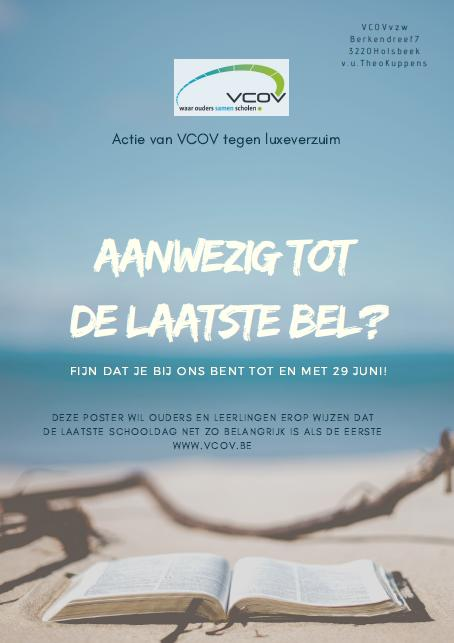 VCOVvzw
Berkendreef7
3220Holsbeek
v.u.TheoKuppens
VCOV
waar ouders samen scholen
Actie van VCOV tegen luxeverzuim
AANWEZIG TOT
DE LAATSTE BEL?
FIJN DAT JE BIJ ONS BENT TOT EN MET 29 JUNI!
DEZE POSTER WIL OUDERS EN LEERLINGEN EROP WIJZEN DAT
DE LAATSTE SCHOOLDAG NET ZO BELANGRIJK IS ALS DE EERSTE
WWW.VCOV.BE